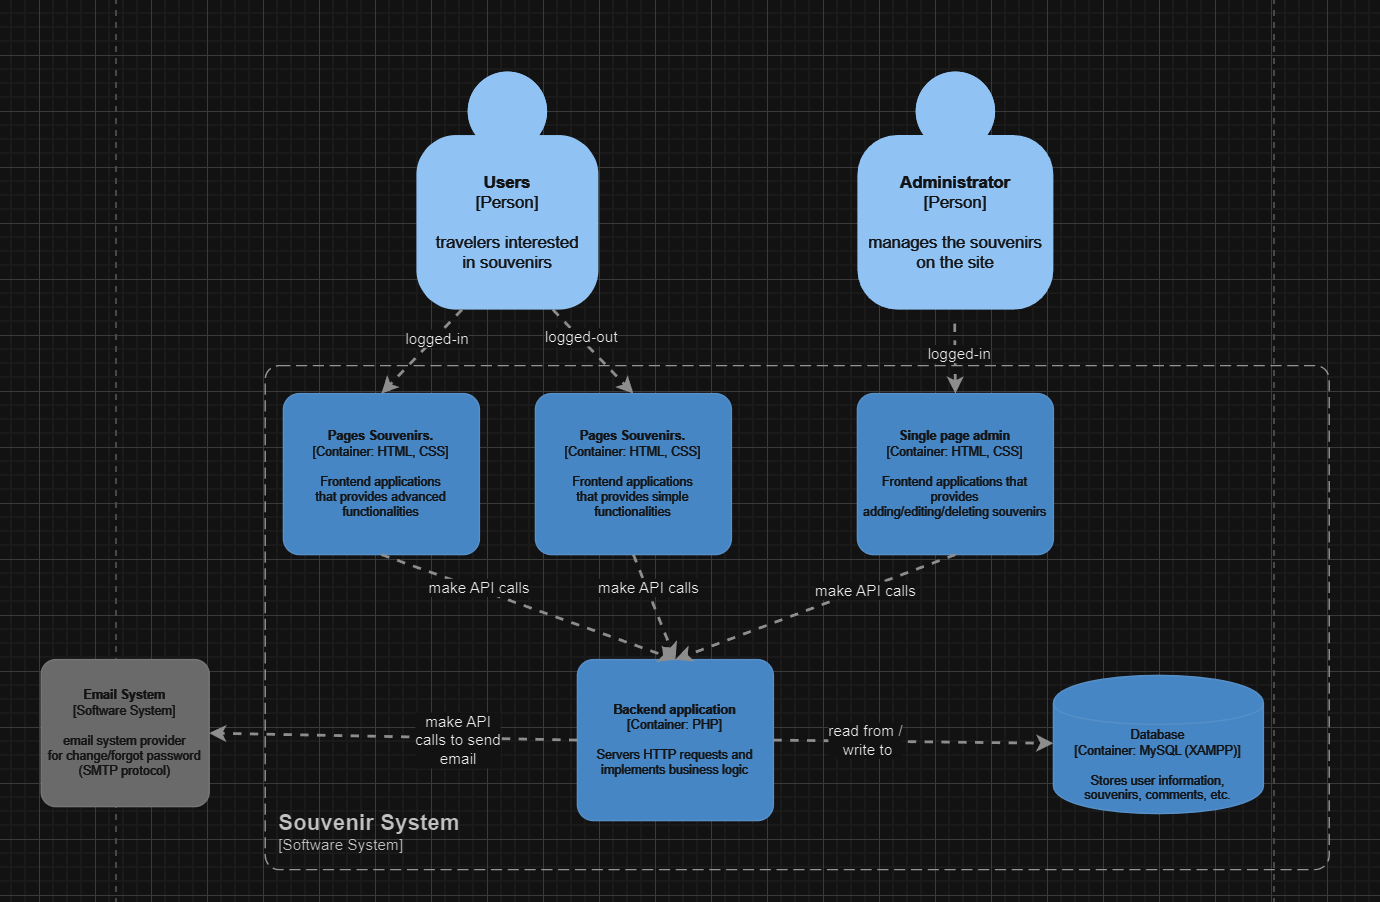 Users
[Person]
travelers interested
in souvenirs
Administrator
[Person]
manages the souvenirs
on the site
logged-in
logged-out
logged-in
Pages Souvenirs.
[Container: HTML, CSS]
Frontend applications
that provides advanced
functionalities
Pages Souvenirs.
[Container: HTML, CSS]
Frontend applications
that provides simple
functionalities
Single page admin
[Container: HTML, CSS]
Frontend applications that
provides
adding/editing/deleting souvenirs
make API calls
make API calls
make API calls
Email System
[Software System]
email system provider
for change/forgot password
(SMTP protocol)
make API
calls to send
email
Backend application
[Container: PHP]
Servers HTTP requests and
implements business logic
read from /
write to
Database
[Container: MySQL (XAMPP)]
Stores user information,
souvenirs, comments, etc.
Souvenir System
[Software System]